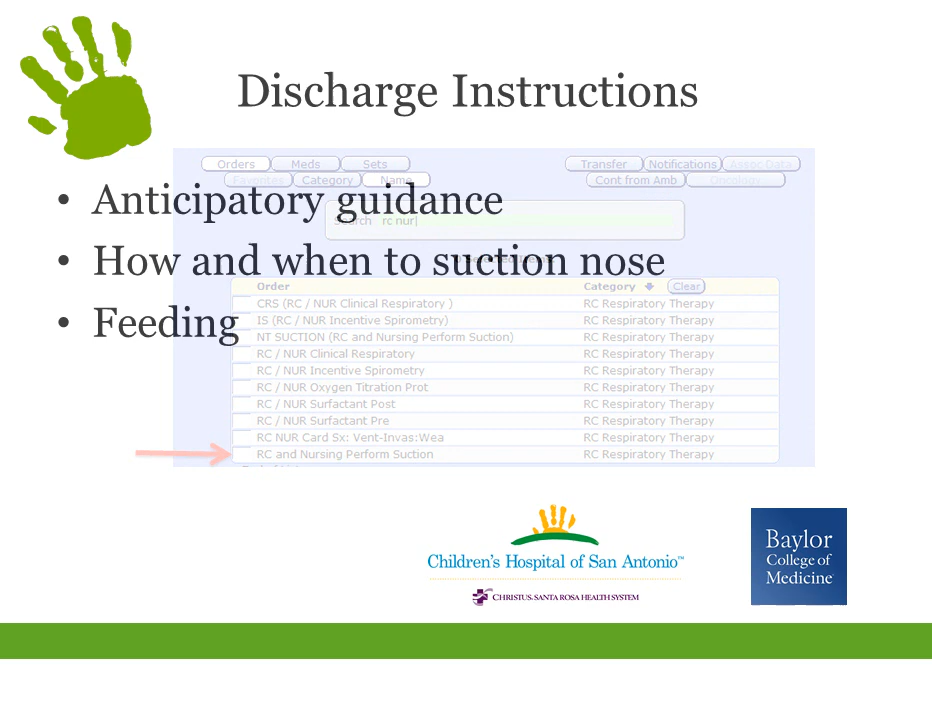 Discharge Instructions
Orders Meds Sets Transfer Notifications Assoc Data
Favorites Category Name Cont from Amb Oncology
• Anticipatory guidance
Search rc nur
• How and when to suction nose
Order Category Clear
CRS (RC / NUR Clinical Respiratory ) RC Respiratory Therapy
• Feeding
IS (RC / NUR Incentive Spirometry) RC Respiratory Therapy
NT SUCTION (RC and Nursing Perform Suction) RC Respiratory Therapy
RC / NUR Clinical Respiratory RC Respiratory Therapy
RC / NUR Incentive Spirometry RC Respiratory Therapy
RC / NUR Oxygen Titration Prot RC Respiratory Therapy
RC / NUR Surfactant Post RC Respiratory Therapy
RC / NUR Surfactant Pre RC Respiratory Therapy
RC NUR Card Sx: Vent-Invas:Wea RC Respiratory Therapy
RC and Nursing Perform Suction RC Respiratory Therapy
Children's Hospital of San Antonio™
CHRISTUS SANTA ROSA HEALTH SYSTEM
Baylor
College of
Medicine